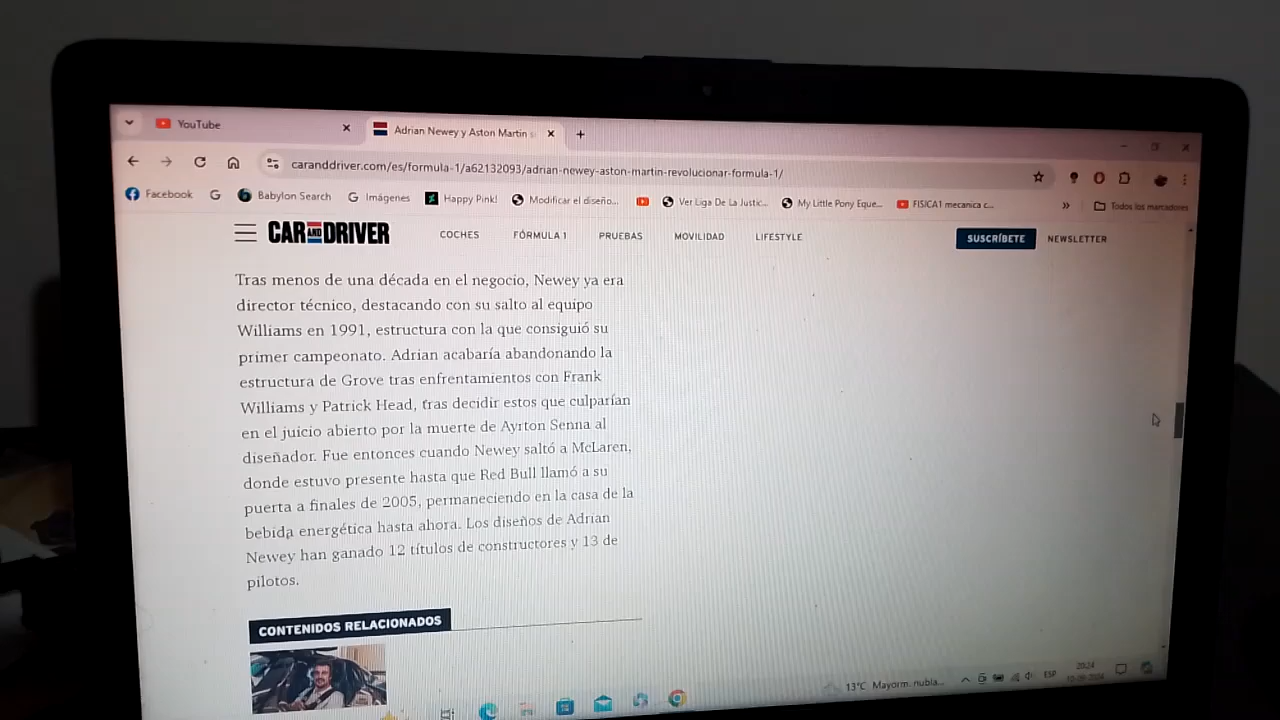 YouTube
Adrian Newey y Aston Martin
caranddriver.com/es/formula-1/a62132093/adrian-newey-aston-martin-revolucionar-formula-1/
Facebook G Babylon Search G Imágenes Happy Pink! Modificar el diseño... Ver Liga De La Justic... My Little Pony Eque... FISICA1 mecanica c... » Todos los marcadores
CAR AND DRIVER COCHES FÓRMULA 1 PRUEBAS MOVILIDAD LIFESTYLE SUSCRÍBETE NEWSLETTER
Tras menos de una década en el negocio, Newey ya era
director técnico, destacando con su salto al equipo
Williams en 1991, estructura con la que consiguió su
primer campeonato. Adrian acabaría abandonando la
estructura de Grove tras enfrentamientos con Frank
Williams y Patrick Head, tras decidir estos que culparían
en el juicio abierto por la muerte de Ayrton Senna al
diseñador. Fue entonces cuando Newey saltó a McLaren,
donde estuvo presente hasta que Red Bull llamó a su
puerta a finales de 2005, permaneciendo en la casa de la
bebida energética hasta ahora. Los diseños de Adrian
Newey han ganado 12 títulos de constructores y 13 de
pilotos.
CONTENIDOS RELACIONADOS
13°C Mayorm. nubla... ESP 20:24